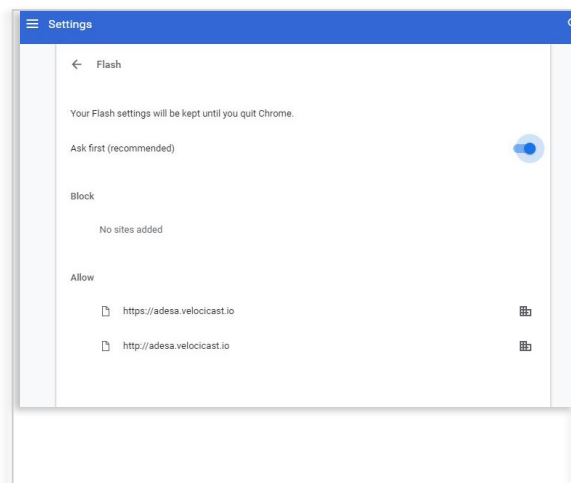 Settings
Flash
Your Flash settings will be kept until you quit Chrome.
Ask first (recommended)
Block
No sites added
Allow
https://adesa.velocicast.io
http://adesa.velocicast.io